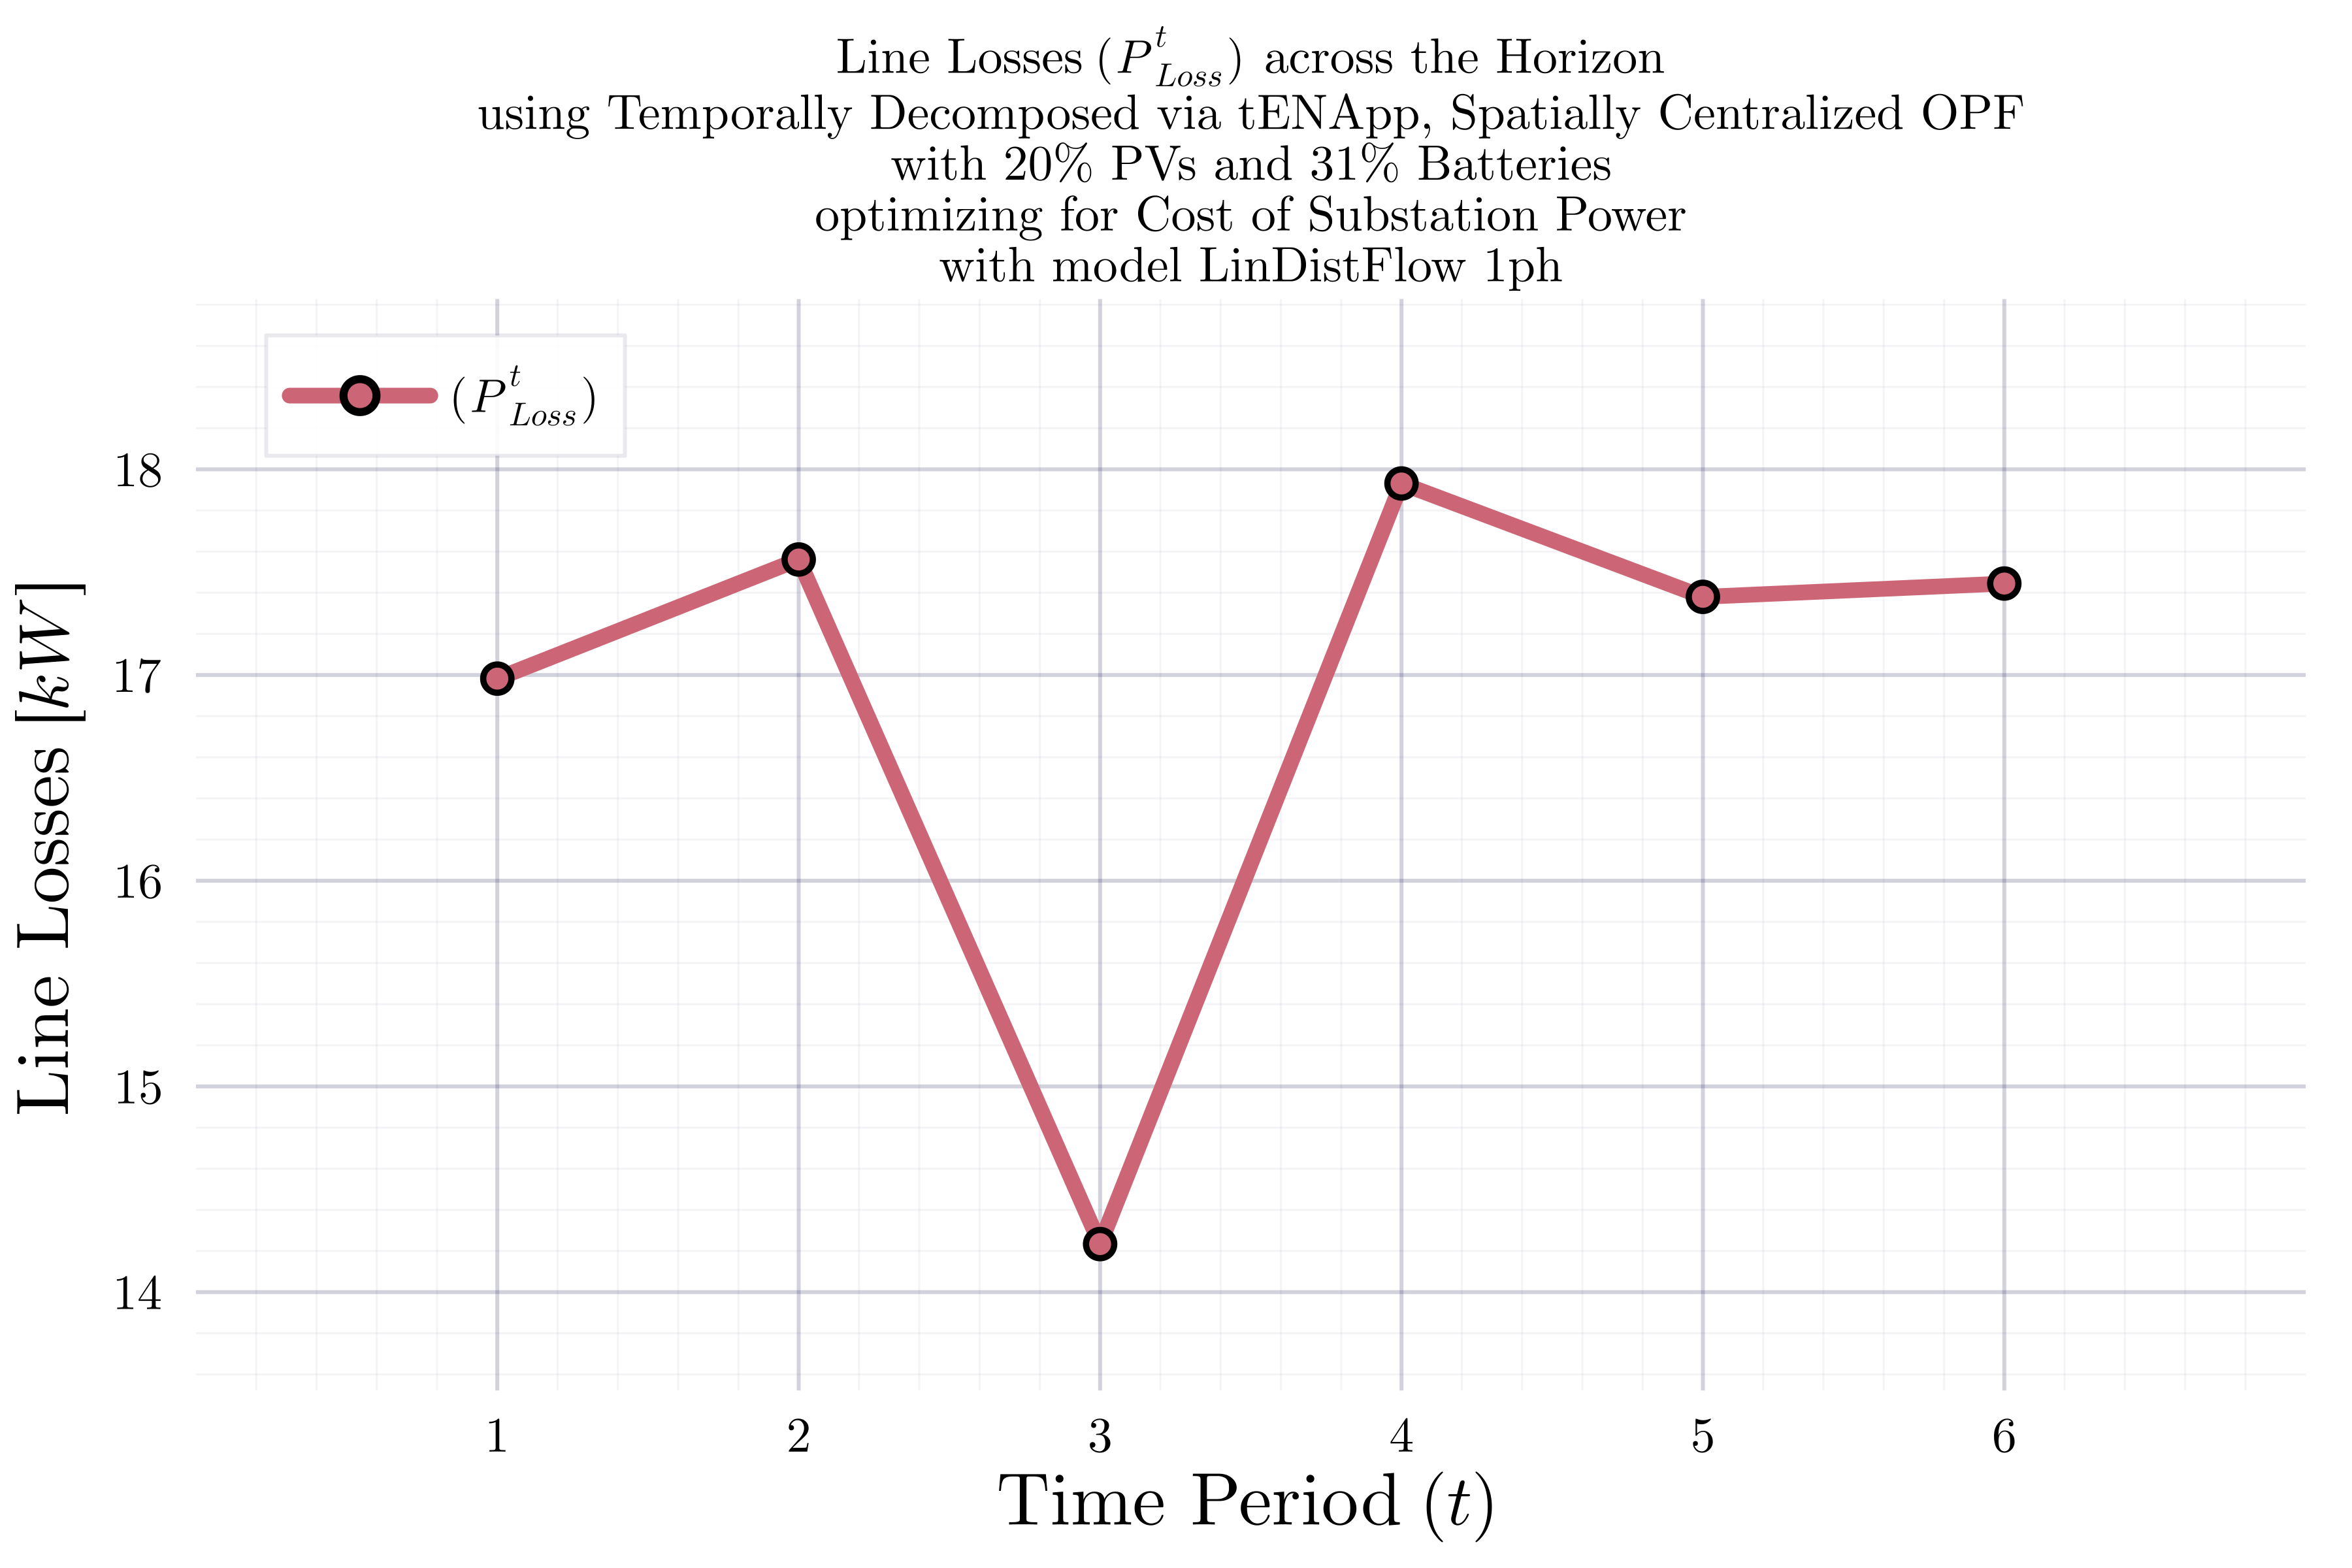 Line Losses (P^t_Loss) across the Horizon
using Temporally Decomposed via tENApp, Spatially Centralized OPF
with 20% PVs and 31% Batteries
optimizing for Cost of Substation Power
with model LinDistFlow 1ph
(P^t_Loss)
18
17
16
15
14
Line Losses [kW]
1 2 3 4 5 6
Time Period (t)